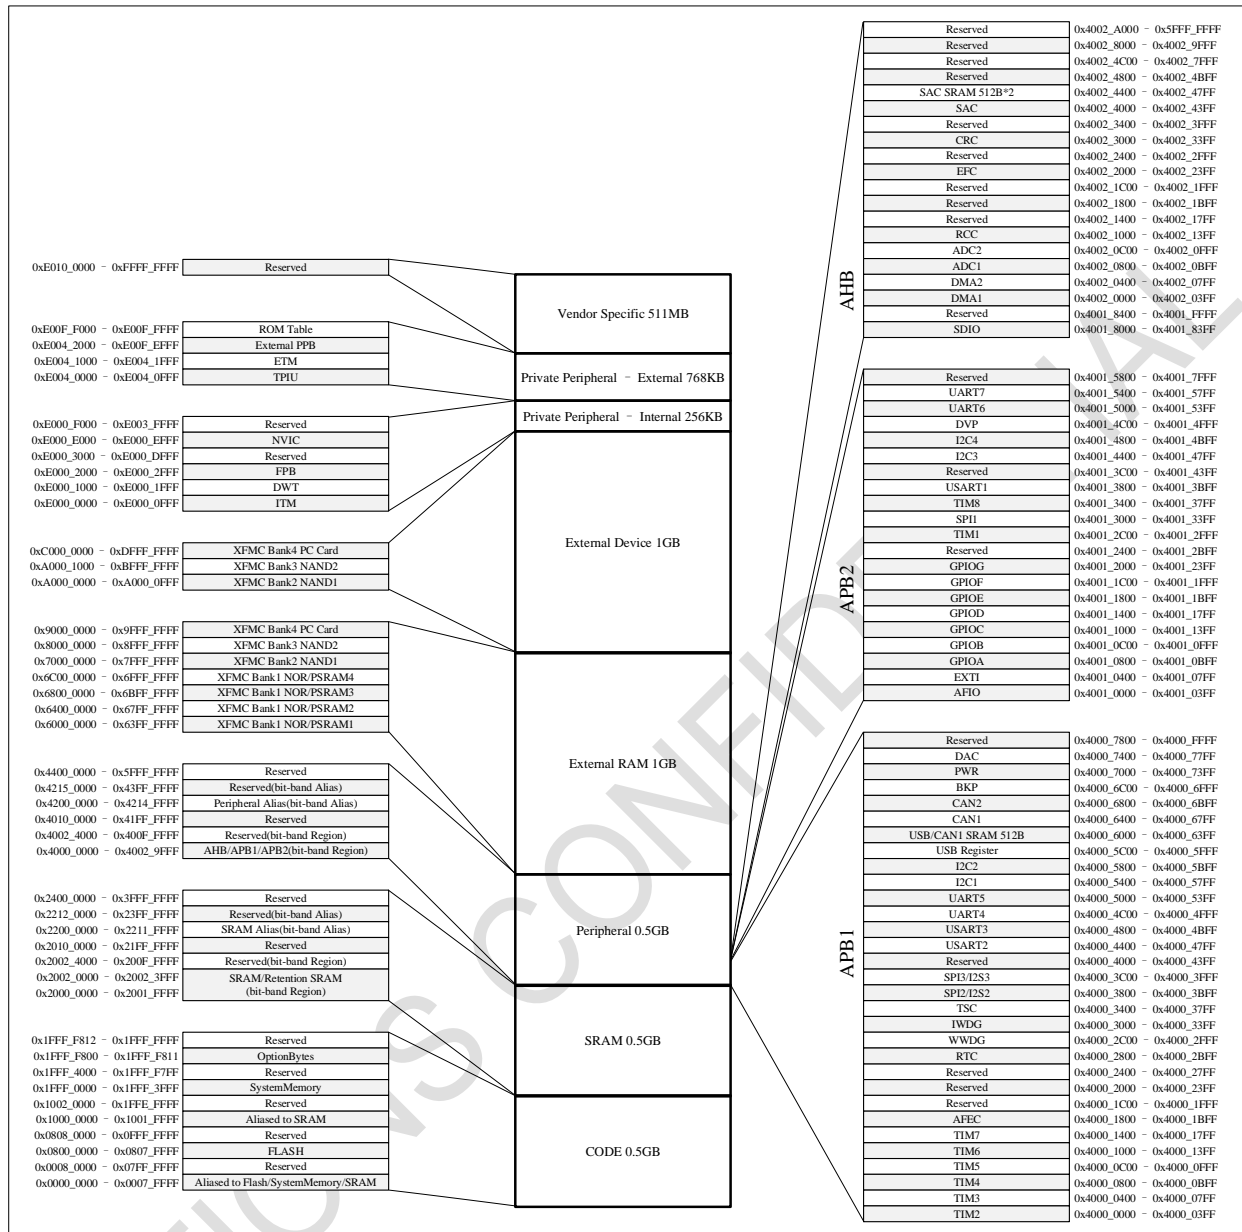 0xE010_0000 - 0xFFFF_FFFF Reserved
0xE00F_F000 - 0xE00F_FFFF ROM Table
0xE004_2000 - 0xE00F_EFFF External PPB
0xE004_1000 - 0xE004_1FFF ETM
0xE004_0000 - 0xE004_0FFF TPIU
0xE000_F000 - 0xE003_FFFF Reserved
0xE000_E000 - 0xE000_EFFF NVIC
0xE000_3000 - 0xE000_DFFF Reserved
0xE000_2000 - 0xE000_2FFF FPB
0xE000_1000 - 0xE000_1FFF DWT
0xE000_0000 - 0xE000_0FFF ITM
0xC000_0000 - 0xDFFF_FFFF XFMC Bank4 PC Card
0xA000_1000 - 0xBFFF_FFFF XFMC Bank3 NAND2
0xA000_0000 - 0xA000_0FFF XFMC Bank2 NAND1
0x9000_0000 - 0x9FFF_FFFF XFMC Bank4 PC Card
0x8000_0000 - 0x8FFF_FFFF XFMC Bank3 NAND2
0x7000_0000 - 0x7FFF_FFFF XFMC Bank2 NAND1
0x6C00_0000 - 0x6FFF_FFFF XFMC Bank1 NOR/PSRAM4
0x6800_0000 - 0x6BFF_FFFF XFMC Bank1 NOR/PSRAM3
0x6400_0000 - 0x67FF_FFFF XFMC Bank1 NOR/PSRAM2
0x6000_0000 - 0x63FF_FFFF XFMC Bank1 NOR/PSRAM1
0x4400_0000 - 0x5FFF_FFFF Reserved
0x4215_0000 - 0x43FF_FFFF Reserved(bit-band Alias)
0x4200_0000 - 0x4214_FFFF Peripheral Alias(bit-band Alias)
0x4010_0000 - 0x41FF_FFFF Reserved
0x4002_4000 - 0x400F_FFFF Reserved(bit-band Region)
0x4000_0000 - 0x4002_9FFF AHB/APB1/APB2(bit-band Region)
0x2400_0000 - 0x3FFF_FFFF Reserved
0x2212_0000 - 0x23FF_FFFF Reserved(bit-band Alias)
0x2200_0000 - 0x2211_FFFF SRAM Alias(bit-band Alias)
0x2010_0000 - 0x21FF_FFFF Reserved
0x2002_4000 - 0x200F_FFFF Reserved(bit-band Region)
0x2002_0000 - 0x2002_3FFF SRAM/Retention SRAM
0x2000_0000 - 0x2001_FFFF (bit-band Region)
0x1FFF_F812 - 0x1FFF_FFFF Reserved
0x1FFF_F800 - 0x1FFF_F811 OptionBytes
0x1FFF_4000 - 0x1FFF_F7FF Reserved
0x1FFF_0000 - 0x1FFF_3FFF SystemMemory
0x1002_0000 - 0x1FFE_FFFF Reserved
0x1000_0000 - 0x1001_FFFF Aliased to SRAM
0x0808_0000 - 0x0FFF_FFFF Reserved
0x0800_0000 - 0x0807_FFFF FLASH
0x0008_0000 - 0x07FF_FFFF Reserved
0x0000_0000 - 0x0007_FFFF Aliased to Flash/SystemMemory/SRAM
Vendor Specific 511MB
Private Peripheral - External 768KB
Private Peripheral - Internal 256KB
External Device 1GB
External RAM 1GB
Peripheral 0.5GB
SRAM 0.5GB
CODE 0.5GB
AHB
Reserved 0x4002_A000 - 0x5FFF_FFFF
Reserved 0x4002_8000 - 0x4002_9FFF
Reserved 0x4002_4C00 - 0x4002_7FFF
Reserved 0x4002_4800 - 0x4002_4BFF
SAC SRAM 512B*2 0x4002_4400 - 0x4002_47FF
SAC 0x4002_4000 - 0x4002_43FF
Reserved 0x4002_3400 - 0x4002_3FFF
CRC 0x4002_3000 - 0x4002_33FF
Reserved 0x4002_2400 - 0x4002_2FFF
EFC 0x4002_2000 - 0x4002_23FF
Reserved 0x4002_1C00 - 0x4002_1FFF
Reserved 0x4002_1800 - 0x4002_1BFF
Reserved 0x4002_1400 - 0x4002_17FF
RCC 0x4002_1000 - 0x4002_13FF
ADC2 0x4002_0C00 - 0x4002_0FFF
ADC1 0x4002_0800 - 0x4002_0BFF
DMA2 0x4002_0400 - 0x4002_07FF
DMA1 0x4002_0000 - 0x4002_03FF
Reserved 0x4001_8400 - 0x4001_FFFF
SDIO 0x4001_8000 - 0x4001_83FF
APB2
Reserved 0x4001_5800 - 0x4001_7FFF
UART7 0x4001_5400 - 0x4001_57FF
UART6 0x4001_5000 - 0x4001_53FF
DVP 0x4001_4C00 - 0x4001_4FFF
I2C4 0x4001_4800 - 0x4001_4BFF
I2C3 0x4001_4400 - 0x4001_47FF
Reserved 0x4001_3C00 - 0x4001_43FF
USART1 0x4001_3800 - 0x4001_3BFF
TIM8 0x4001_3400 - 0x4001_37FF
SPI1 0x4001_3000 - 0x4001_33FF
TIM1 0x4001_2C00 - 0x4001_2FFF
Reserved 0x4001_2400 - 0x4001_2BFF
GPIOG 0x4001_2000 - 0x4001_23FF
GPIOF 0x4001_1C00 - 0x4001_1FFF
GPIOE 0x4001_1800 - 0x4001_1BFF
GPIOD 0x4001_1400 - 0x4001_17FF
GPIOC 0x4001_1000 - 0x4001_13FF
GPIOB 0x4001_0C00 - 0x4001_0FFF
GPIOA 0x4001_0800 - 0x4001_0BFF
EXTI 0x4001_0400 - 0x4001_07FF
AFIO 0x4001_0000 - 0x4001_03FF
APB1
Reserved 0x4000_7800 - 0x4000_FFFF
DAC 0x4000_7400 - 0x4000_77FF
PWR 0x4000_7000 - 0x4000_73FF
BKP 0x4000_6C00 - 0x4000_6FFF
CAN2 0x4000_6800 - 0x4000_6BFF
CAN1 0x4000_6400 - 0x4000_67FF
USB/CAN1 SRAM 512B 0x4000_6000 - 0x4000_63FF
USB Register 0x4000_5C00 - 0x4000_5FFF
I2C2 0x4000_5800 - 0x4000_5BFF
I2C1 0x4000_5400 - 0x4000_57FF
UART5 0x4000_5000 - 0x4000_53FF
UART4 0x4000_4C00 - 0x4000_4FFF
USART3 0x4000_4800 - 0x4000_4BFF
USART2 0x4000_4400 - 0x4000_47FF
Reserved 0x4000_4000 - 0x4000_43FF
SPI3/I2S3 0x4000_3C00 - 0x4000_3FFF
SPI2/I2S2 0x4000_3800 - 0x4000_3BFF
TSC 0x4000_3400 - 0x4000_37FF
IWDG 0x4000_3000 - 0x4000_33FF
WWDG 0x4000_2C00 - 0x4000_2FFF
RTC 0x4000_2800 - 0x4000_2BFF
Reserved 0x4000_2400 - 0x4000_27FF
Reserved 0x4000_2000 - 0x4000_23FF
Reserved 0x4000_1C00 - 0x4000_1FFF
AFEC 0x4000_1800 - 0x4000_1BFF
TIM7 0x4000_1400 - 0x4000_17FF
TIM6 0x4000_1000 - 0x4000_13FF
TIM5 0x4000_0C00 - 0x4000_0FFF
TIM4 0x4000_0800 - 0x4000_0BFF
TIM3 0x4000_0400 - 0x4000_07FF
TIM2 0x4000_0000 - 0x4000_03FF